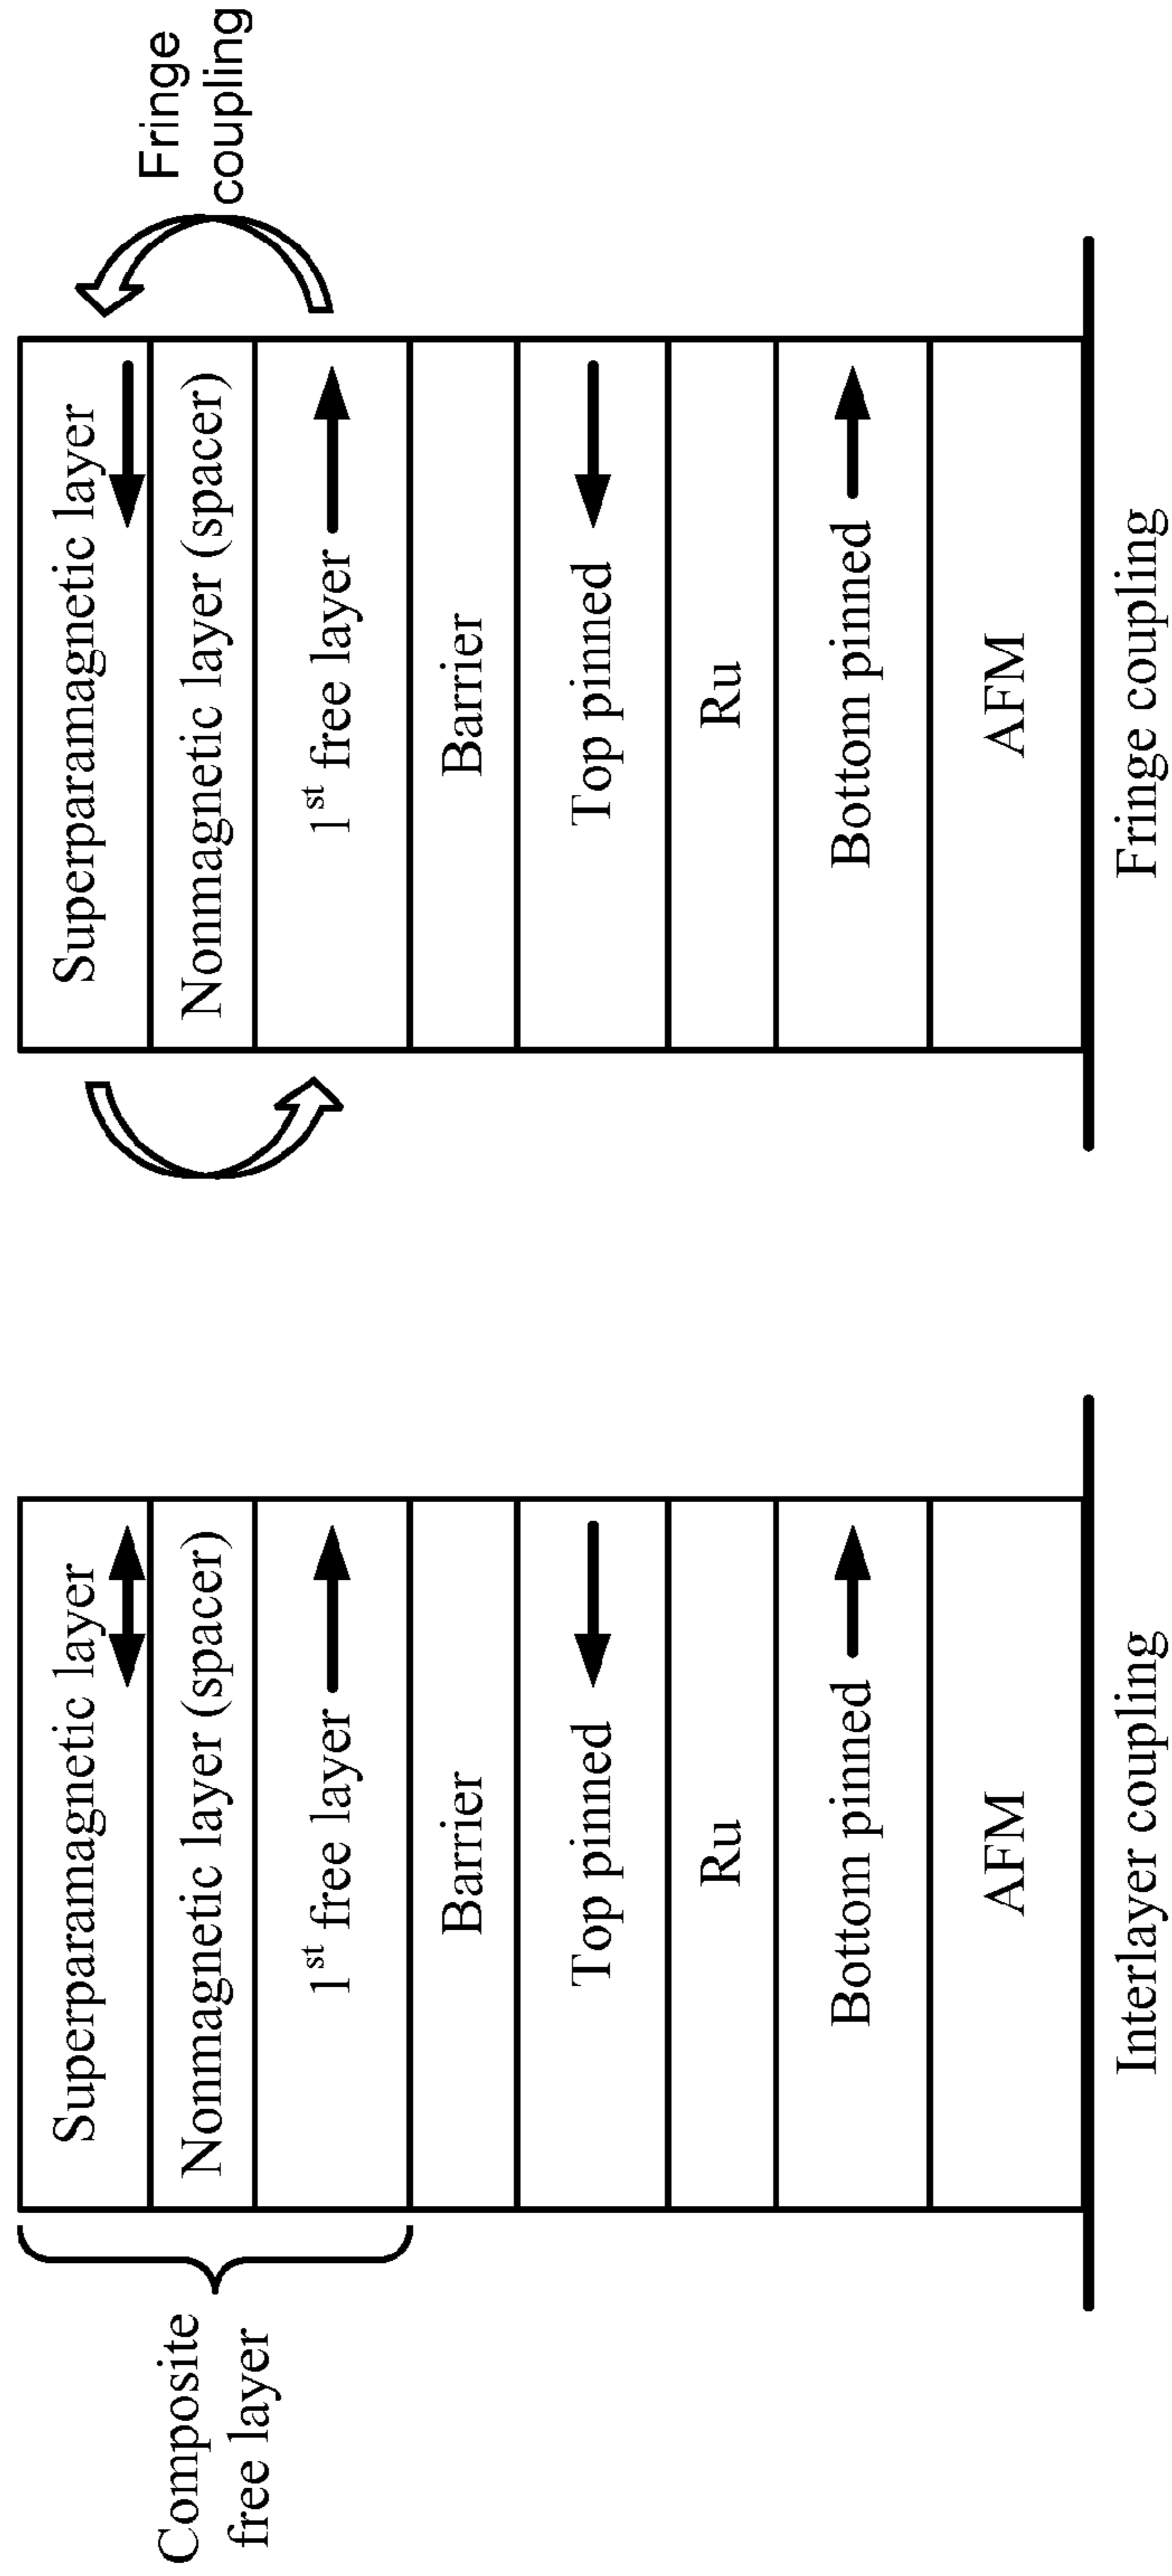 Composite
free layer
Superparamagnetic layer
Nonmagnetic layer (spacer)
1st free layer
Barrier
Top pinned
Ru
Bottom pinned
AFM
Interlayer coupling
Fringe
coupling
Superparamagnetic layer
Nonmagnetic layer (spacer)
1st free layer
Barrier
Top pinned
Ru
Bottom pinned
AFM
Fringe coupling